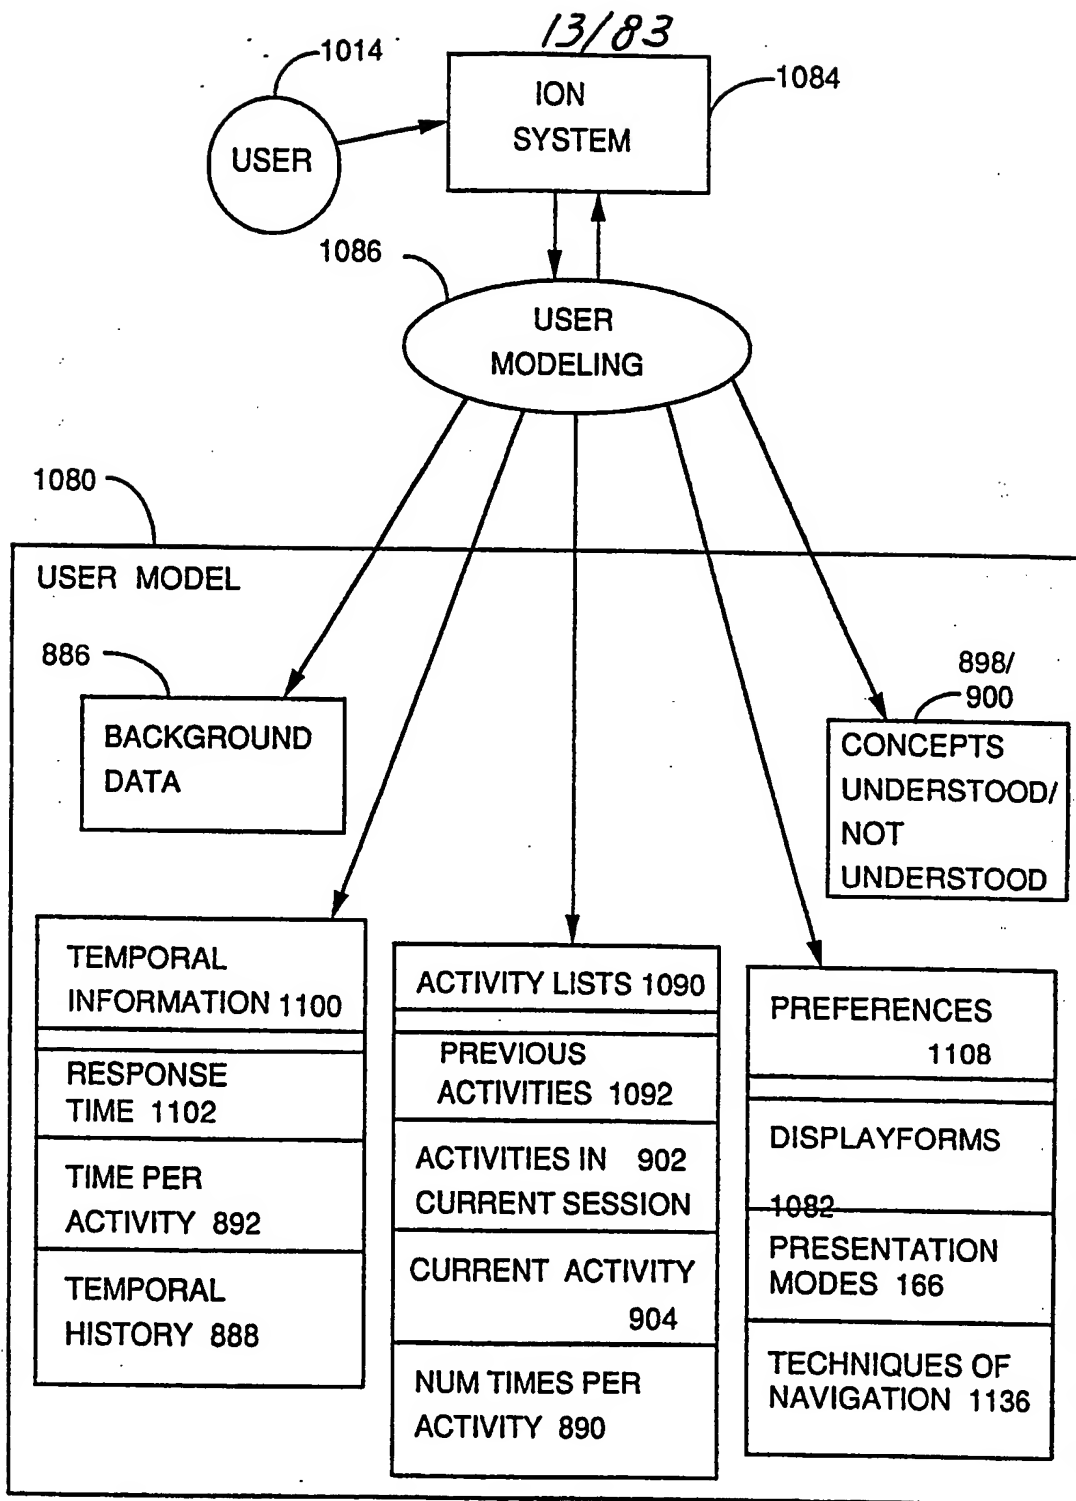 13/83
1014
ION
SYSTEM
1084
USER
1086
USER
MODELING
1080
USER MODEL
886
BACKGROUND
DATA
898/
900
CONCEPTS
UNDERSTOOD/
NOT
UNDERSTOOD
TEMPORAL
INFORMATION 1100
RESPONSE
TIME 1102
TIME PER
ACTIVITY 892
TEMPORAL
HISTORY 888
ACTIVITY LISTS 1090
PREVIOUS
ACTIVITIES 1092
ACTIVITIES IN 902
CURRENT SESSION
CURRENT ACTIVITY
904
NUM TIMES PER
ACTIVITY 890
PREFERENCES
1108
DISPLAYFORMS
1082
PRESENTATION
MODES 166
TECHNIQUES OF
NAVIGATION 1136